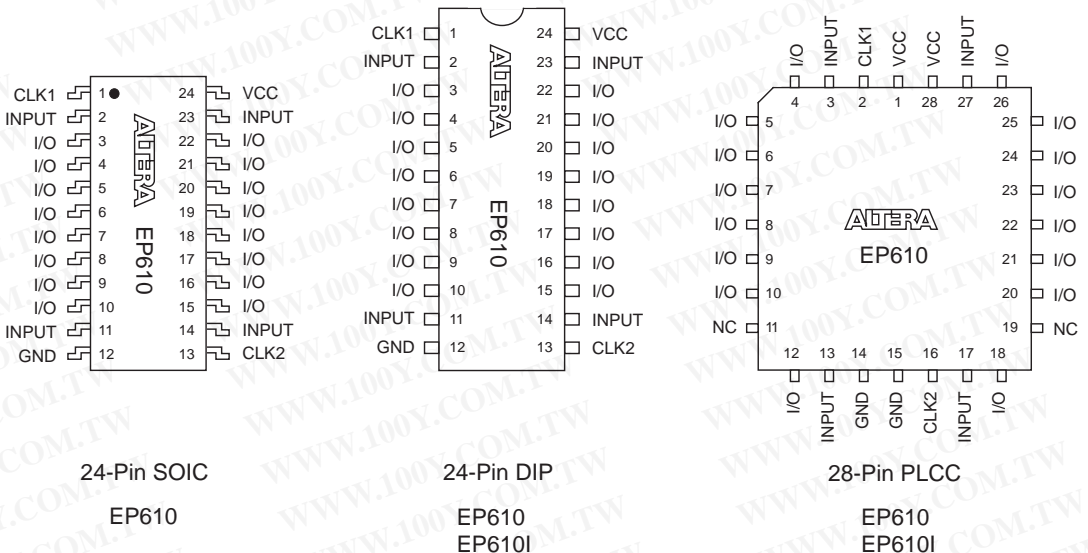 CLK1 1 24 VCC
INPUT 2 23 INPUT
I/O 3 22 I/O
I/O 4 21 I/O
I/O 5 20 I/O
I/O 6 19 I/O
I/O 7 18 I/O
I/O 8 17 I/O
I/O 9 16 I/O
I/O 10 15 I/O
INPUT 11 14 INPUT
GND 12 13 CLK2
ALTERA
EP610
24-Pin SOIC
EP610
CLK1 1 24 VCC
INPUT 2 23 INPUT
I/O 3 22 I/O
I/O 4 21 I/O
I/O 5 20 I/O
I/O 6 19 I/O
I/O 7 18 I/O
I/O 8 17 I/O
I/O 9 16 I/O
I/O 10 15 I/O
INPUT 11 14 INPUT
GND 12 13 CLK2
ALTERA
EP610
24-Pin DIP
EP610
EP610I
I/O INPUT CLK1 VCC VCC INPUT I/O
4 3 2 1 28 27 26
I/O 5 25 I/O
I/O 6 24 I/O
I/O 7 23 I/O
I/O 8 22 I/O
I/O 9 21 I/O
I/O 10 20 I/O
NC 11 19 NC
ALTERA
EP610
12 13 14 15 16 17 18
I/O INPUT GND GND CLK2 INPUT I/O
28-Pin PLCC
EP610
EP610I
WWW.100Y.COM.TW